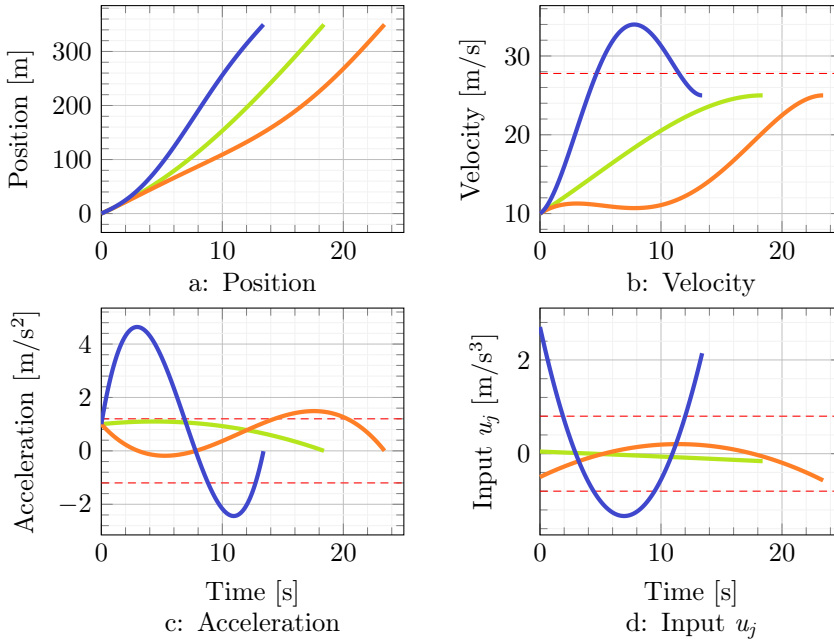 Position [m]
300
200
100
0
0
10
20
a: Position
Velocity [m/s]
30
20
10
0
10
20
b: Velocity
Acceleration [m/s²]
4
2
0
−2
0
10
20
Time [s]
c: Acceleration
Input u_j [m/s³]
2
0
0
10
20
Time [s]
d: Input u_j